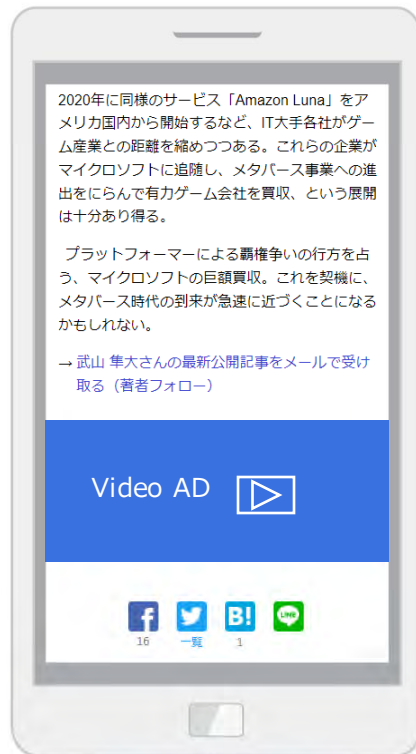 2020年に同様のサービス「Amazon Luna」をア
メリカ国内から開始するなど、IT大手各社がゲー
ム産業との距離を縮めつつある。これらの企業が
マイクロソフトに追随し、メタバース事業への進
出をにらんで有力ゲーム会社を買収、という展開
は十分あり得る。
プラットフォーマーによる覇権争いの行方を占
う、マイクロソフトの巨額買収。これを契機に、
メタバース時代の到来が急速に近づくことになる
かもしれない。
→ 武山 隼大さんの最新公開記事をメールで受け
取る（著者フォロー）
Video AD
f B! LINE
16 一覧 1